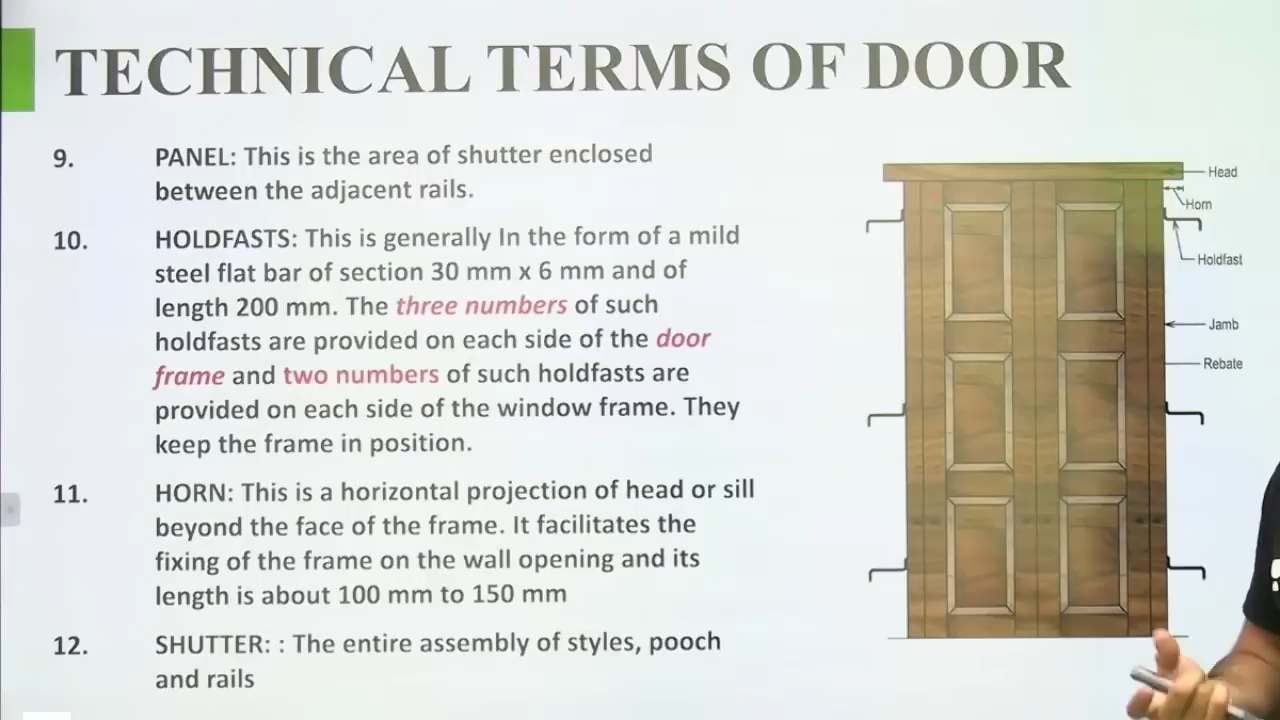 TECHNICAL TERMS OF DOOR
9. PANEL: This is the area of shutter enclosed
between the adjacent rails.
10. HOLDFASTS: This is generally In the form of a mild
steel flat bar of section 30 mm x 6 mm and of
length 200 mm. The three numbers of such
holdfasts are provided on each side of the door
frame and two numbers of such holdfasts are
provided on each side of the window frame. They
keep the frame in position.
11. HORN: This is a horizontal projection of head or sill
beyond the face of the frame. It facilitates the
fixing of the frame on the wall opening and its
length is about 100 mm to 150 mm
12. SHUTTER: : The entire assembly of styles, pooch
and rails
Head
Horn
Holdfast
Jamb
Rebate